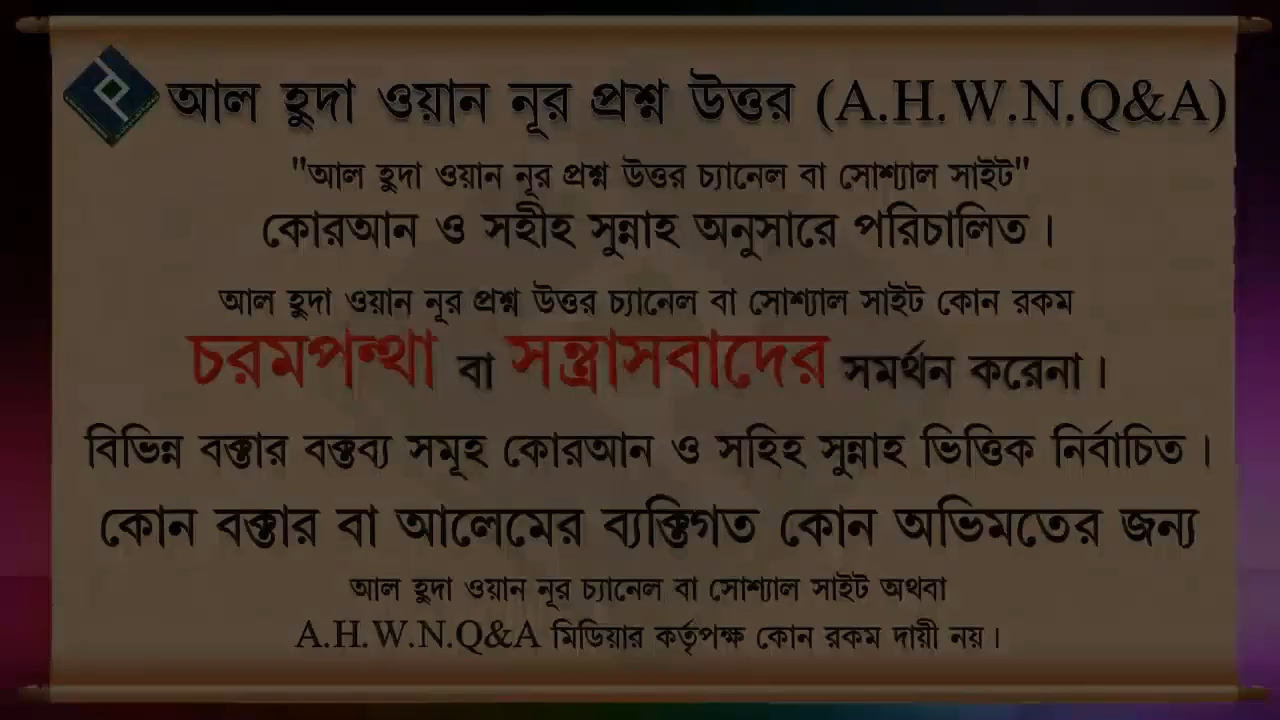 আল হুদা ওয়ান নূর প্রশ্ন উত্তর (A.H.W.N.Q&A)
"আল হুদা ওয়ান নূর প্রশ্ন উত্তর চ্যানেল বা সোশ্যাল সাইট"
কোরআন ও সহীহ সুন্নাহ অনুসারে পরিচালিত।
আল হুদা ওয়ান নূর প্রশ্ন উত্তর চ্যানেল বা সোশ্যাল সাইট কোন রকম
চরমপন্থা বা সন্ত্রাসবাদের সমর্থন করেনা।
বিভিন্ন বক্তার বক্তব্য সমূহ কোরআন ও সহিহ সুন্নাহ ভিত্তিক নির্বাচিত।
কোন বক্তার বা আলেমের ব্যক্তিগত কোন অভিমতের জন্য
আল হুদা ওয়ান নূর চ্যানেল বা সোশ্যাল সাইট অথবা
A.H.W.N.Q&A মিডিয়ার কর্তৃপক্ষ কোন রকম দায়ী নয়।